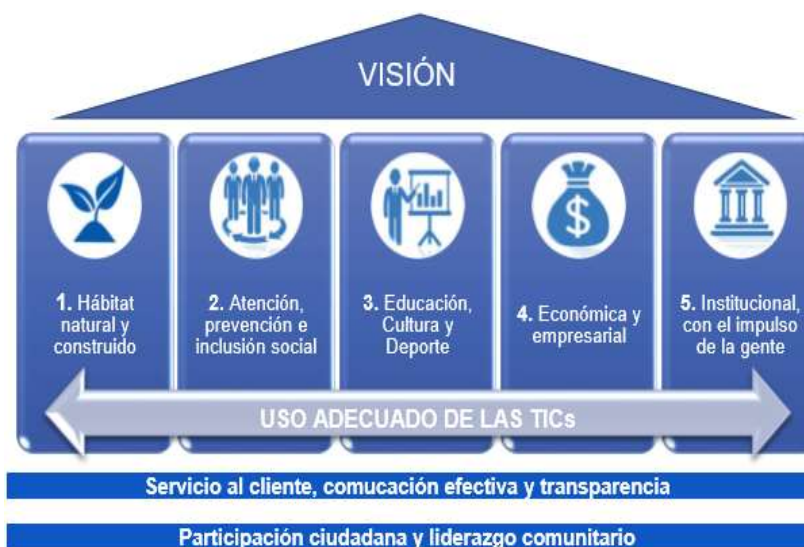 VISIÓN
1. Hábitat
natural y
construido
2. Atención,
prevención e
inclusión social
3. Educación,
Cultura y
Deporte
4. Económica y
empresarial
5. Institucional,
con el impulso
de la gente
USO ADECUADO DE LAS TICs
Servicio al cliente, comucación efectiva y transparencia
Participación ciudadana y liderazgo comunitario